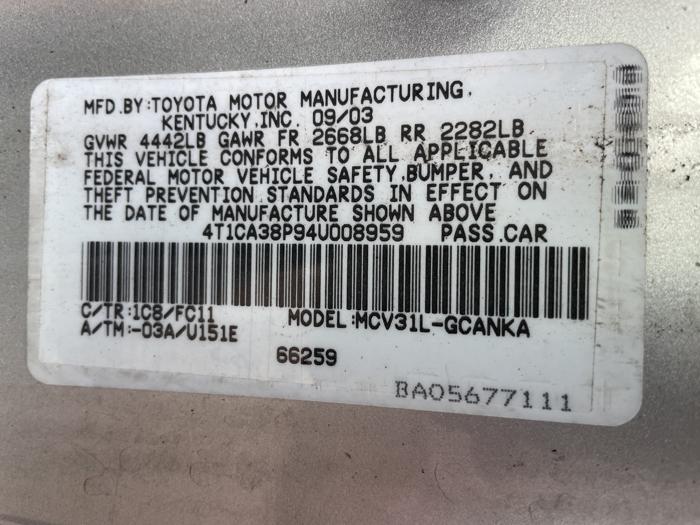 MFD.BY:TOYOTA MOTOR MANUFACTURING,
KENTUCKY,INC. 09/03
GVWR 4442LB GAWR FR 2668LB RR 2282LB
THIS VEHICLE CONFORMS TO ALL APPLICABLE
FEDERAL MOTOR VEHICLE SAFETY,BUMPER, AND
THEFT PREVENTION STANDARDS IN EFFECT ON
THE DATE OF MANUFACTURE SHOWN ABOVE
4T1CA38P94U008959 PASS.CAR
C/TR:1C8/FC11 MODEL:MCV31L-GCANKA
A/TM:-03A/U151E
66259
BA05677111